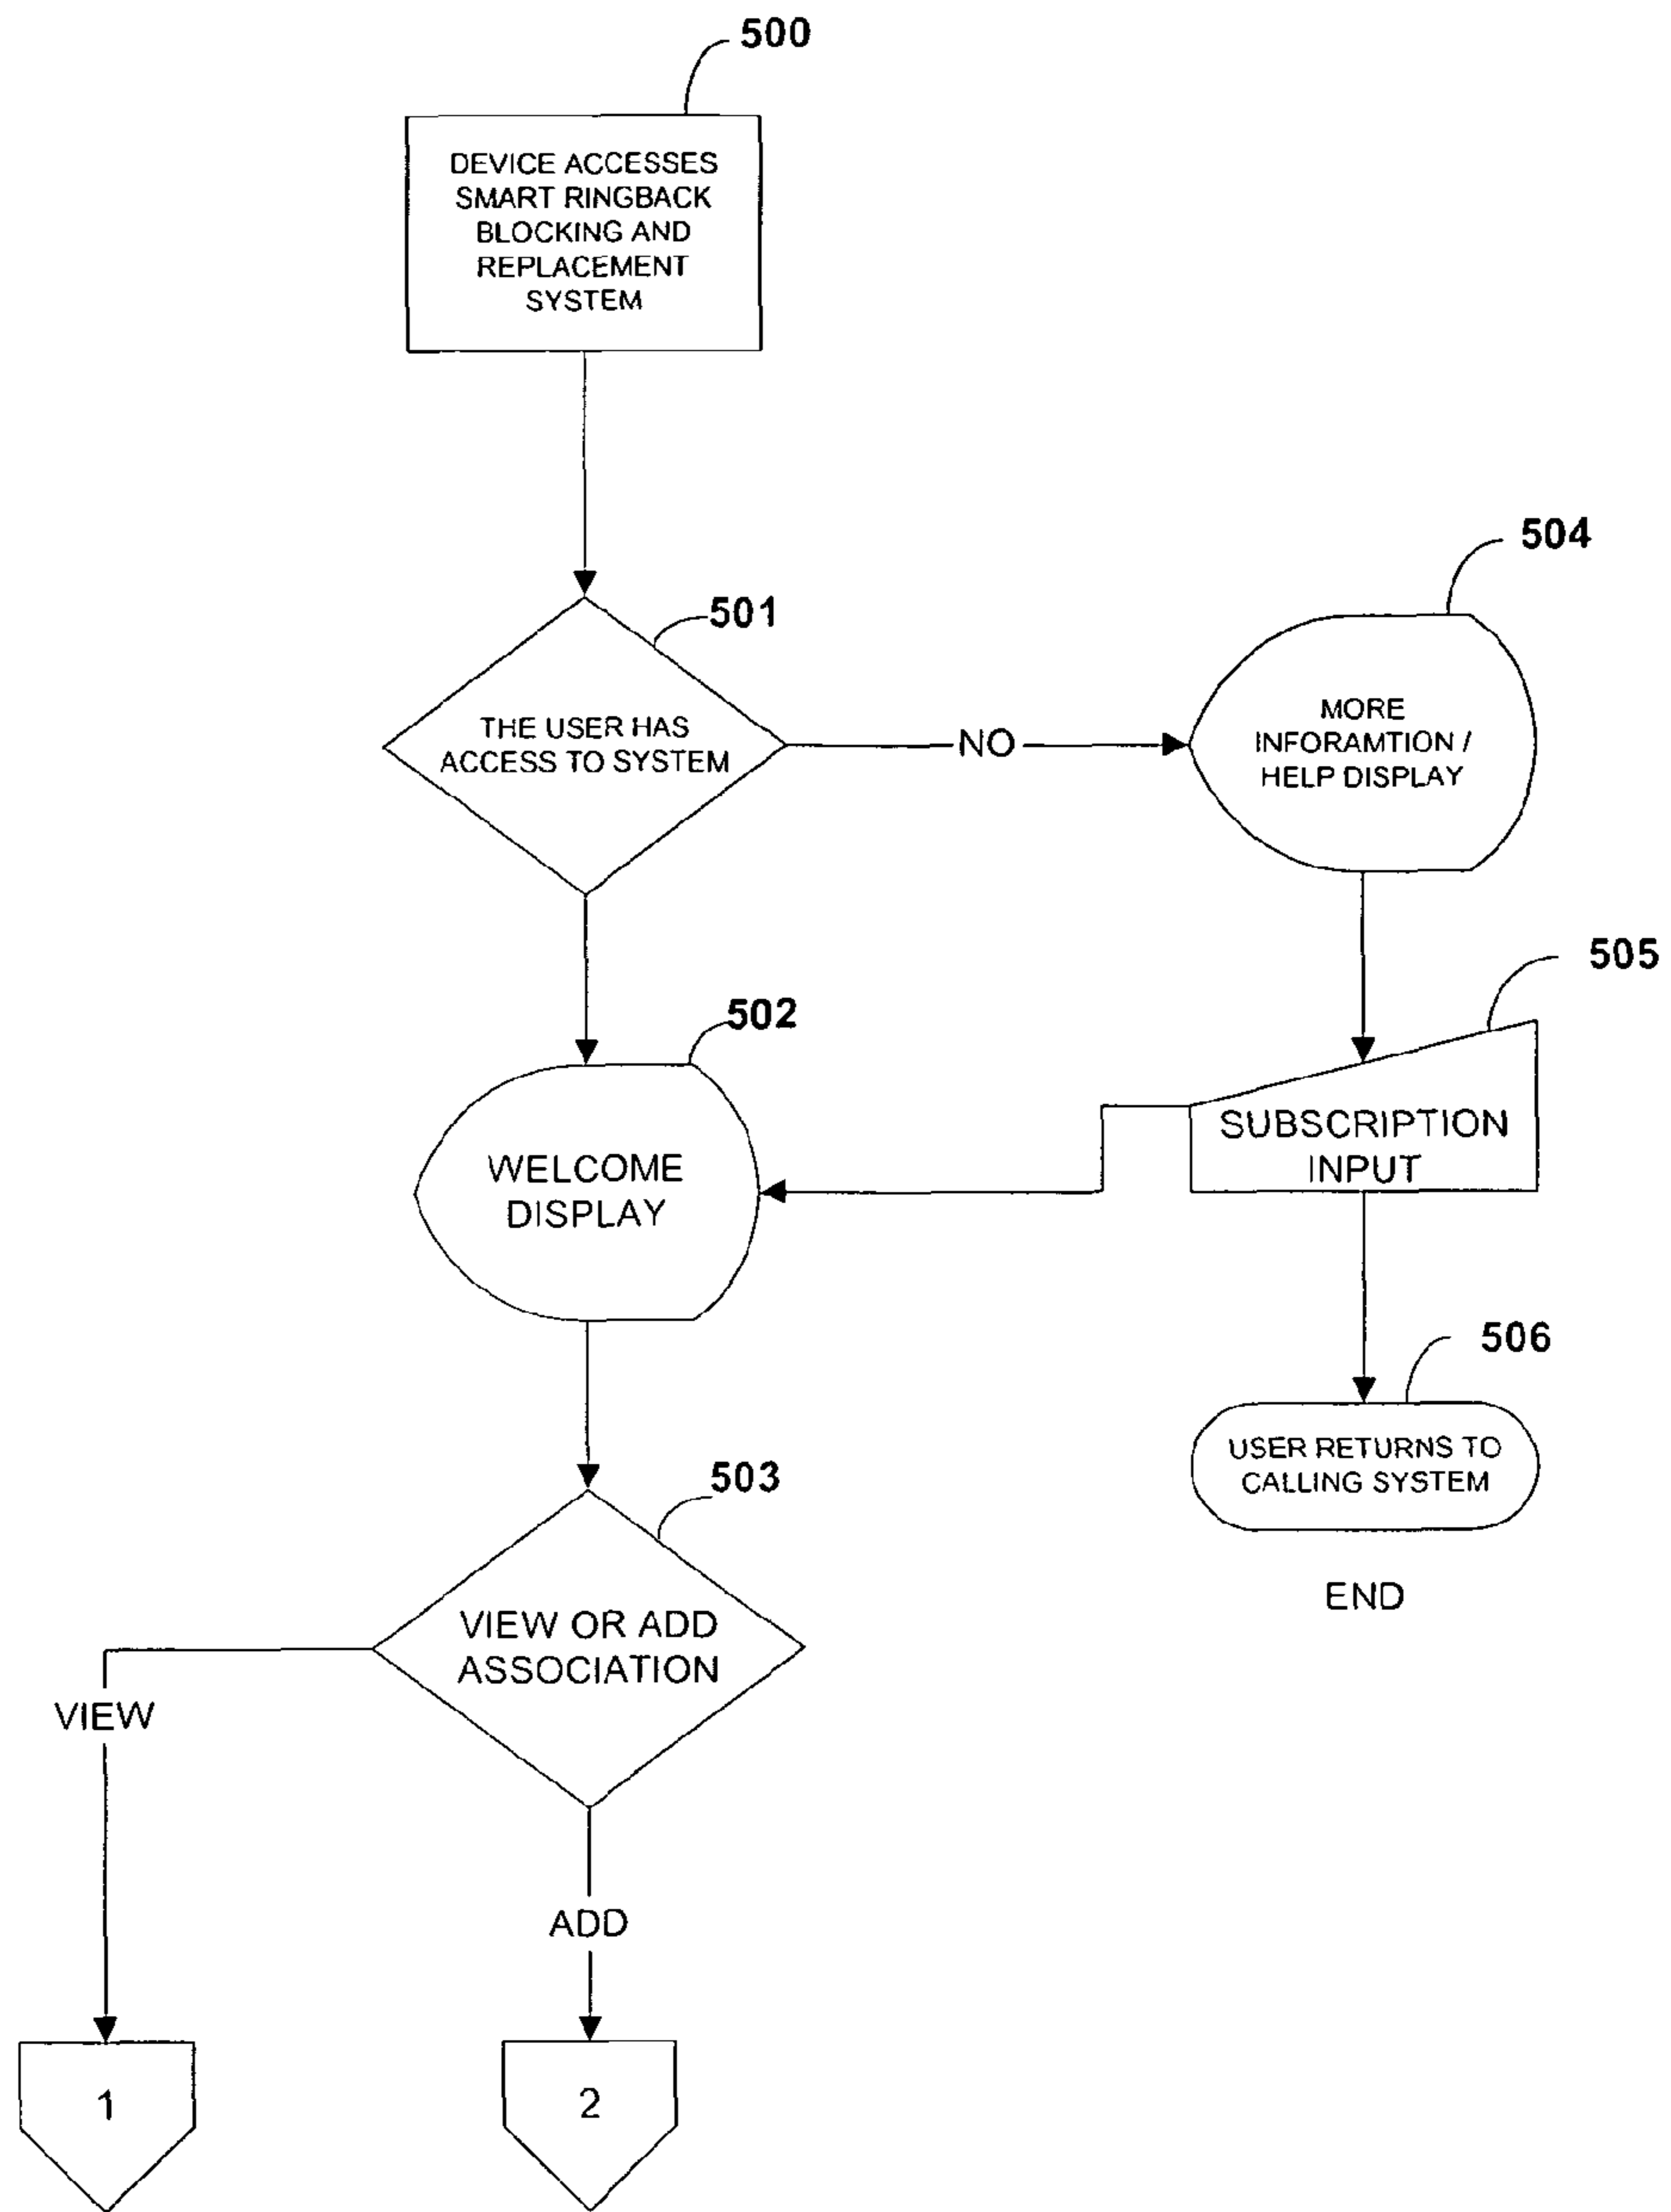 500
DEVICE ACCESSES
SMART RINGBACK
BLOCKING AND
REPLACEMENT
SYSTEM
501
THE USER HAS
ACCESS TO SYSTEM
NO
504
MORE
INFORAMTION /
HELP DISPLAY
502
WELCOME
DISPLAY
505
SUBSCRIPTION
INPUT
506
USER RETURNS TO
CALLING SYSTEM
END
503
VIEW OR ADD
ASSOCIATION
VIEW
ADD
1
2